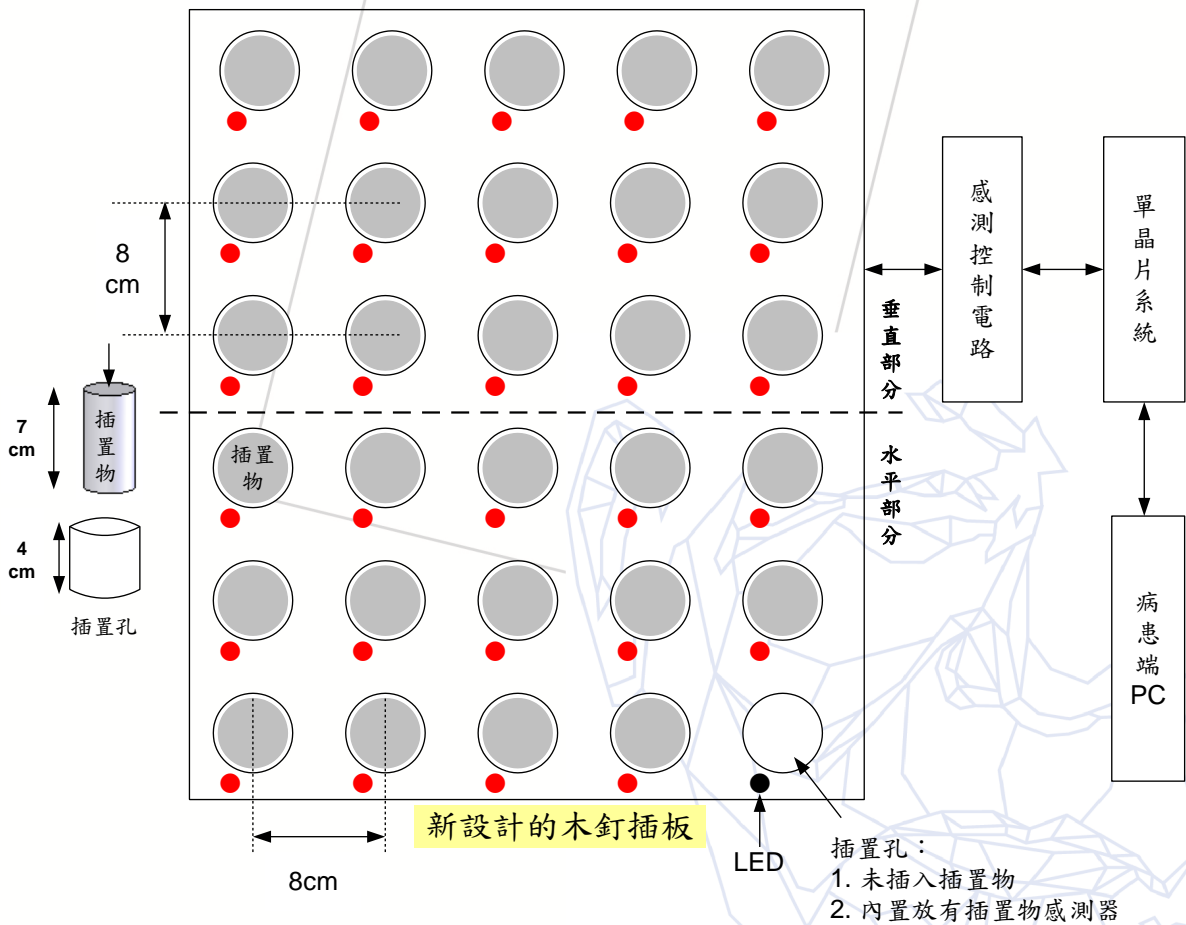 8
cm
7
cm
插置物
4
cm
插置孔
插置
物
垂直部分
水平部分
感測控制電路
單晶片系統
病患端
PC
8cm
新設計的木釘插板
LED
插置孔：
1. 未插入插置物
2. 內置放有插置物感測器